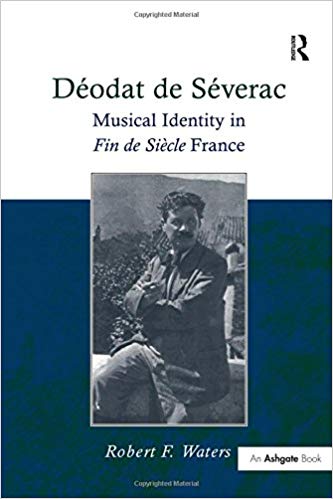 Copyrighted Material
Routledge
Déodat de Séverac
Musical Identity in
Fin de Siècle France
Robert F. Waters
An Ashgate Book
Copyrighted Material